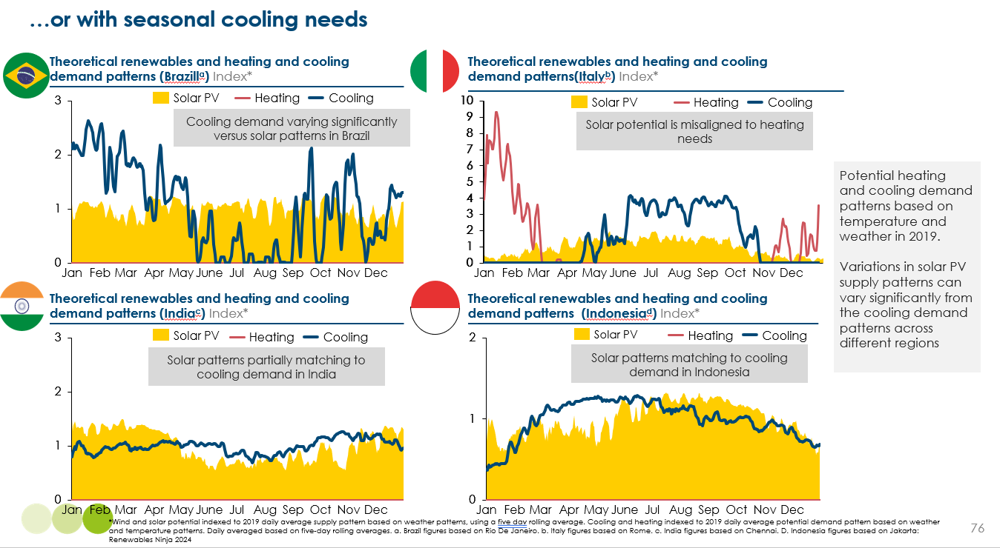 …or with seasonal cooling needs
Theoretical renewables and heating and cooling
demand patterns (Brazilᵃ) Index*
Solar PV Heating Cooling
Cooling demand varying significantly
versus solar patterns in Brazil
3
2
1
0
Jan Feb Mar Apr May June Jul Aug Sep Oct Nov Dec
Theoretical renewables and heating and cooling
demand patterns(Italyᵇ) Index*
Solar PV Heating Cooling
Solar potential is misaligned to heating
needs
10
9
8
7
6
5
4
3
2
1
0
Jan Feb Mar Apr May June Jul Aug Sep Oct Nov Dec
Potential heating
and cooling demand
patterns based on
temperature and
weather in 2019.
Variations in solar PV
supply patterns can
vary significantly from
the cooling demand
patterns across
different regions
Theoretical renewables and heating and cooling
demand patterns (Indiaᶜ) Index*
Solar PV Heating Cooling
Solar patterns partially matching to
cooling demand in India
3
2
1
0
Jan Feb Mar Apr May June Jul Aug Sep Oct Nov Dec
Theoretical renewables and heating and cooling
demand patterns (Indonesiaᵈ) Index*
Solar PV Heating Cooling
Solar patterns matching to cooling
demand in Indonesia
2
1
0
Jan Feb Mar Apr May June Jul Aug Sep Oct Nov Dec
*Wind and solar potential indexed to 2019 daily average supply pattern based on weather patterns, using a five day rolling average. Cooling and heating indexed to 2019 daily average potential demand pattern based on weather
and temperature patterns. Daily averaged based on five-day rolling averages. a. Brazil figures based on Rio De Janeiro. b. Italy figures based on Rome. c. India figures based on Chennai. D. Indonesia figures based on Jakarta:
Renewables Ninja 2024
76